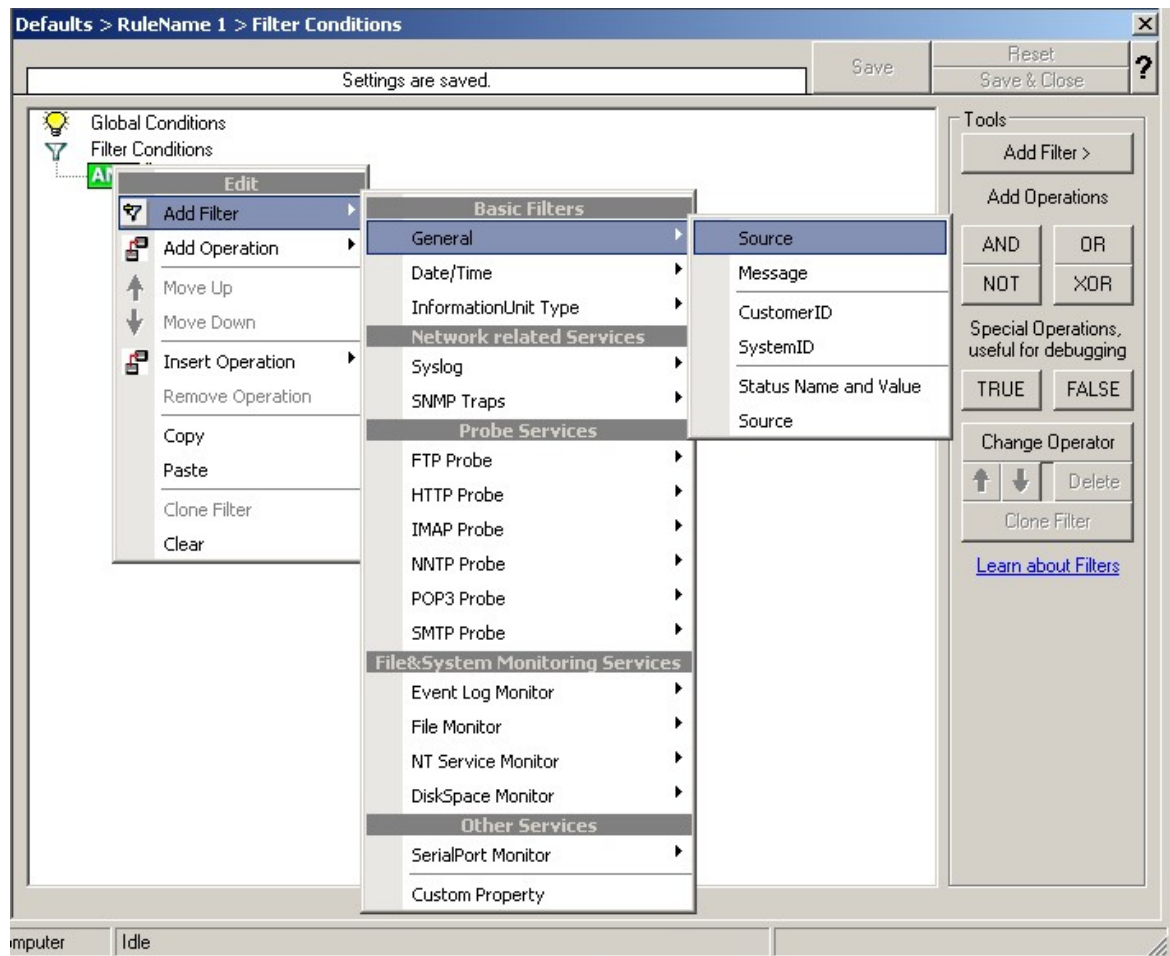 Defaults > RuleName 1 > Filter Conditions
Settings are saved.
Save
Reset
Save & Close
?
Global Conditions
Filter Conditions
Edit
Add Filter
Add Operation
Move Up
Move Down
Insert Operation
Remove Operation
Copy
Paste
Clone Filter
Clear
Basic Filters
General
Date/Time
InformationUnit Type
Network related Services
Syslog
SNMP Traps
Probe Services
FTP Probe
HTTP Probe
IMAP Probe
NNTP Probe
POP3 Probe
SMTP Probe
File&System Monitoring Services
Event Log Monitor
File Monitor
NT Service Monitor
DiskSpace Monitor
Other Services
SerialPort Monitor
Custom Property
Source
Message
CustomerID
SystemID
Status Name and Value
Source
Tools
Add Filter >
Add Operations
AND OR
NOT XOR
Special Operations,
useful for debugging
TRUE FALSE
Change Operator
Delete
Clone Filter
Learn about Filters
Idle